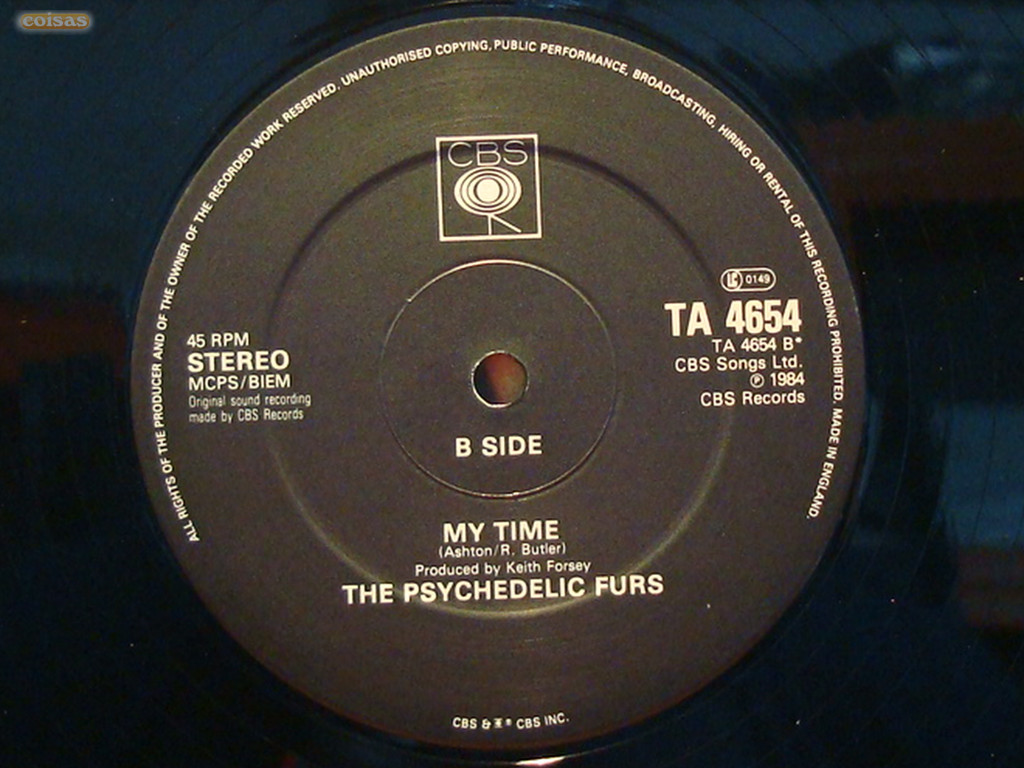 coisas
ALL RIGHTS OF THE PRODUCER AND OF THE OWNER OF THE RECORDED WORK RESERVED. UNAUTHORISED COPYING, PUBLIC PERFORMANCE, BROADCASTING, HIRING OR RENTAL OF THIS RECORDING PROHIBITED. MADE IN ENGLAND.
CBS
LC 0149
TA 4654
TA 4654 B*
CBS Songs Ltd.
℗ 1984
CBS Records
45 RPM
STEREO
MCPS/BIEM
Original sound recording
made by CBS Records
B SIDE
MY TIME
(Ashton/R. Butler)
Produced by Keith Forsey
THE PSYCHEDELIC FURS
CBS & CBS INC.